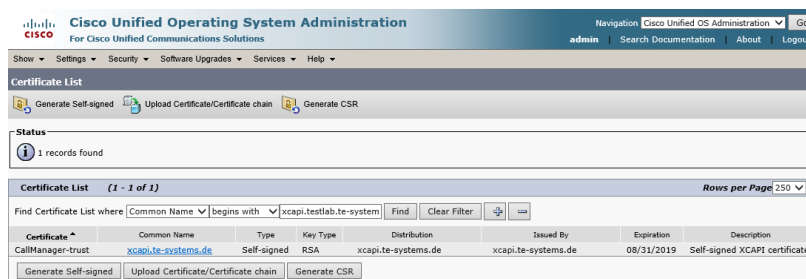 Cisco Unified Operating System Administration
Navigation Cisco Unified OS Administration
CISCO For Cisco Unified Communications Solutions
admin Search Documentation About
Show Settings Security Software Upgrades Services Help
Certificate List
Generate Self-signed Upload Certificate/Certificate chain Generate CSR
Status
i 1 records found
Certificate List (1 - 1 of 1) Rows per Page 250
Find Certificate List where Common Name begins with xcapi.testlab.te-system Find Clear Filter
Certificate Common Name Type Key Type Distribution Issued By Expiration Description
CallManager-trust xcapi.te-systems.de Self-signed RSA xcapi.te-systems.de xcapi.te-systems.de 08/31/2019 Self-signed XCAPI certificate
Generate Self-signed Upload Certificate/Certificate chain Generate CSR